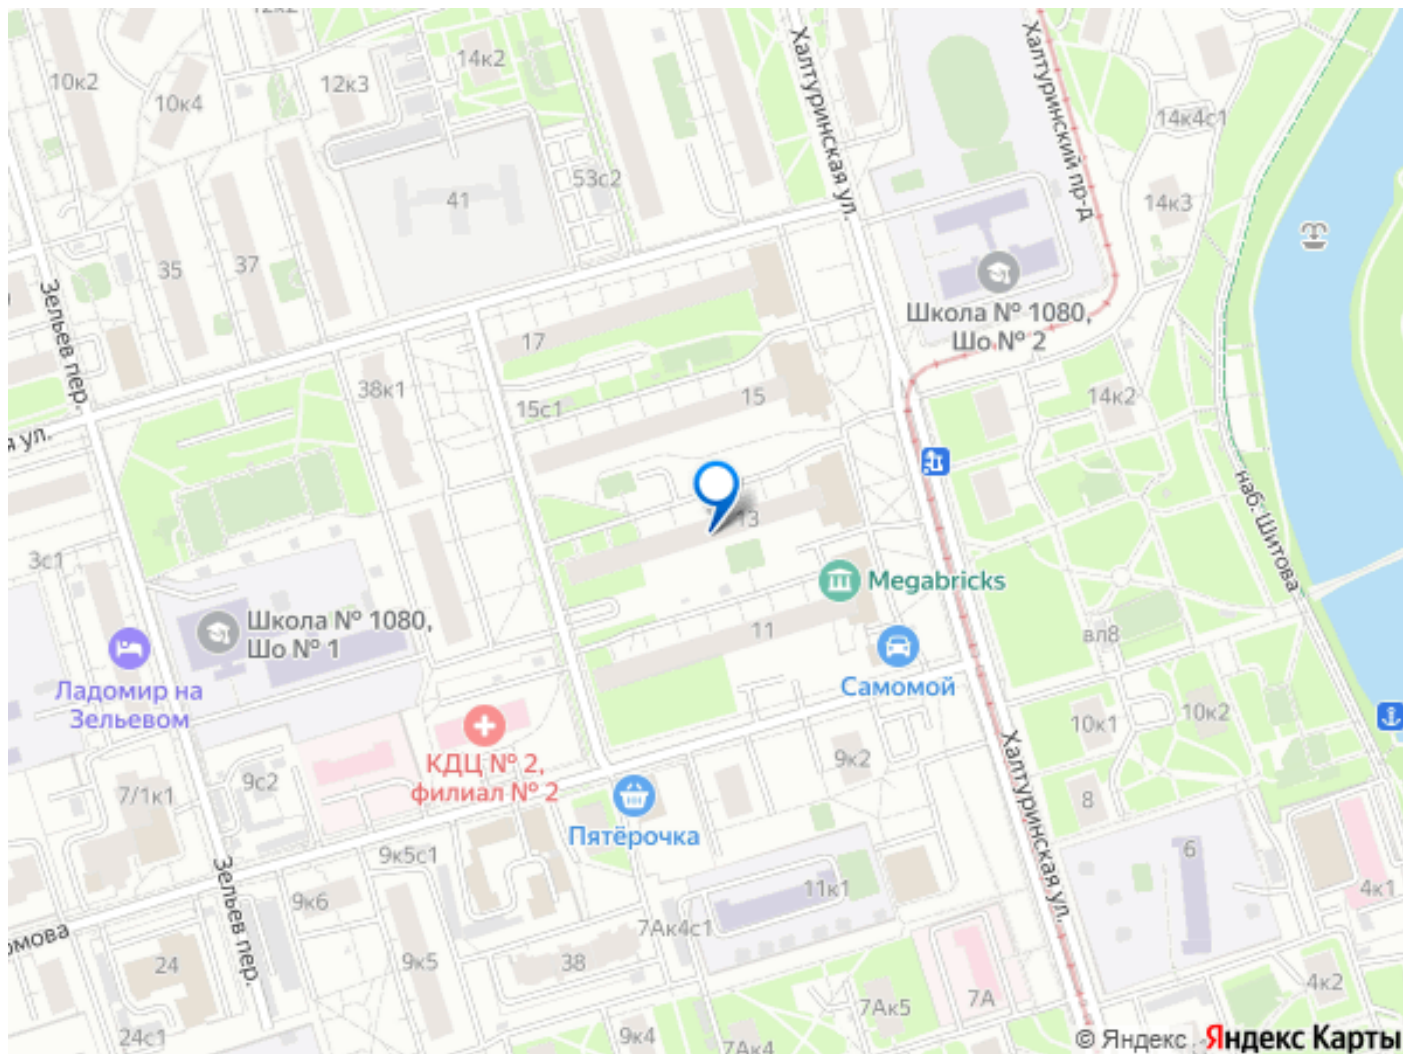 12к2
10к2
10к4
12к3
14к2
Халтуринская ул.
Халтуринский пр-д
14к4с1
14к3
53с2
41
35
37
Зельев пер.
Школа № 1080,
Шо № 2
17
38к1
15с1
15
14к2
ул.
13
наб. Шитова
3с1
Megabricks
Школа № 1080,
Шо № 1
11
вл8
Ладомир на
Зельевом
Самомой
10к1
10к2
КДЦ № 2,
филиал № 2
9к2
7/1к1
9с2
8
Пятёрочка
Халтуринская ул.
9к5с1
6
11к1
4к1
9к6
Зельев пер.
7Ак4с1
омова
24
9к5
38
7Ак5
7А
4к2
24с1
9к4
7Ак4
© Яндекс Яндекс Карты